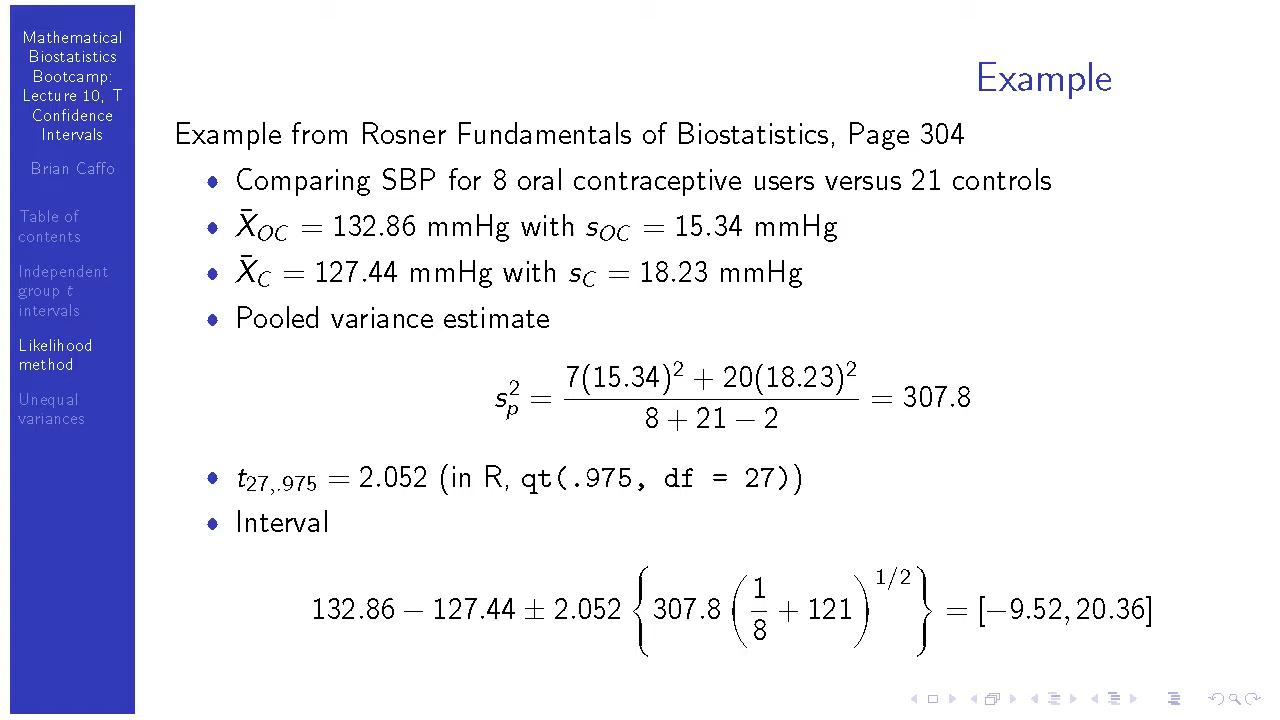 Mathematical
Biostatistics
Bootcamp:
Lecture 10, T
Confidence
Intervals
Brian Caffo
Table of
contents
Independent
group t
intervals
Likelihood
method
Unequal
variances
Example
Example from Rosner Fundamentals of Biostatistics, Page 304
• Comparing SBP for 8 oral contraceptive users versus 21 controls
• X̄_OC = 132.86 mmHg with s_OC = 15.34 mmHg
• X̄_C = 127.44 mmHg with s_C = 18.23 mmHg
• Pooled variance estimate
s²_p = (7(15.34)² + 20(18.23)²) / (8 + 21 − 2) = 307.8
• t_27,.975 = 2.052 (in R, qt(.975, df = 27))
• Interval
132.86 − 127.44 ± 2.052 {307.8 (1/8 + 121)^1/2} = [−9.52, 20.36]